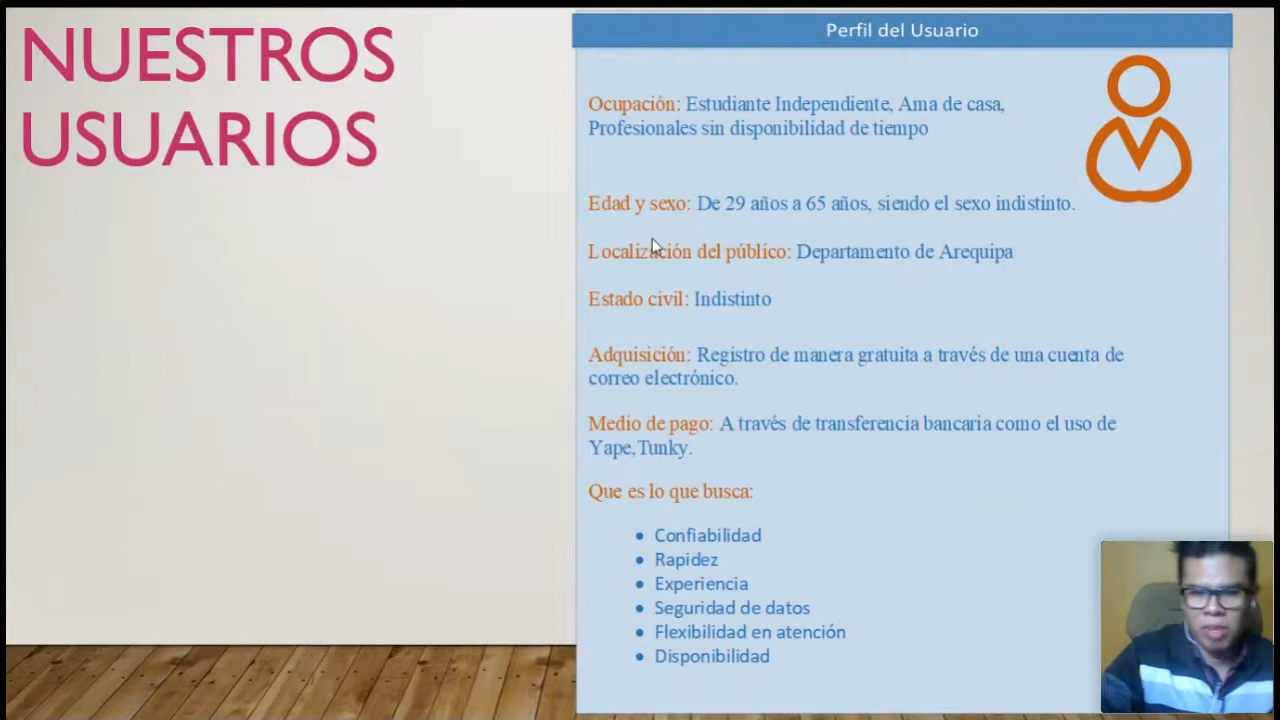 NUESTROS
USUARIOS
Perfil del Usuario
Ocupación: Estudiante Independiente, Ama de casa,
Profesionales sin disponibilidad de tiempo
Edad y sexo: De 29 años a 65 años, siendo el sexo indistinto.
Localización del público: Departamento de Arequipa
Estado civil: Indistinto
Adquisición: Registro de manera gratuita a través de una cuenta de
correo electrónico.
Medio de pago: A través de transferencia bancaria como el uso de
Yape,Tunky.
Que es lo que busca:
• Confiabilidad
• Rapidez
• Experiencia
• Seguridad de datos
• Flexibilidad en atención
• Disponibilidad